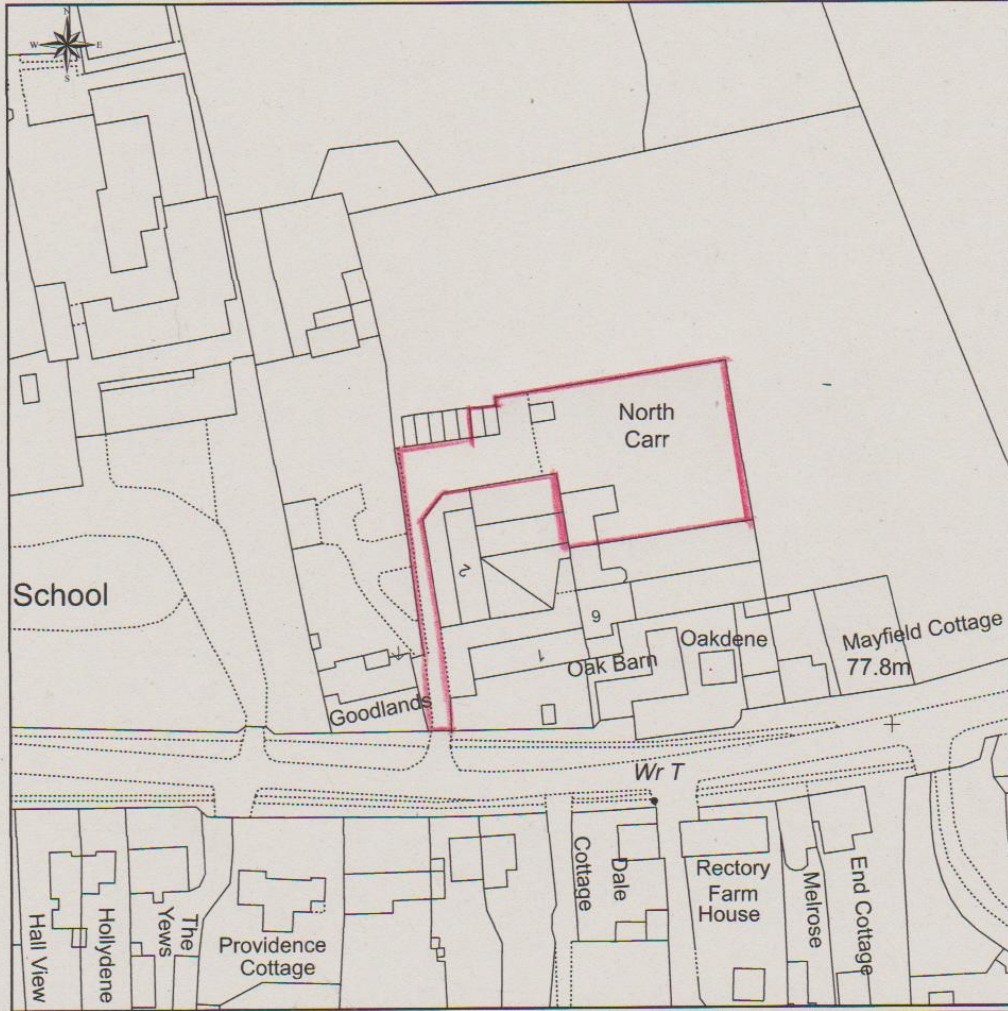 N
W E
S
North
Carr
School
2
6
1
Oak Barn
Oakdene
Mayfield Cottage
77.8m
Goodlands
Wr T
Hall View
Hollydene
The
Yews
Providence
Cottage
Cottage
Dale
Rectory
Farm
House
Melrose
End Cottage